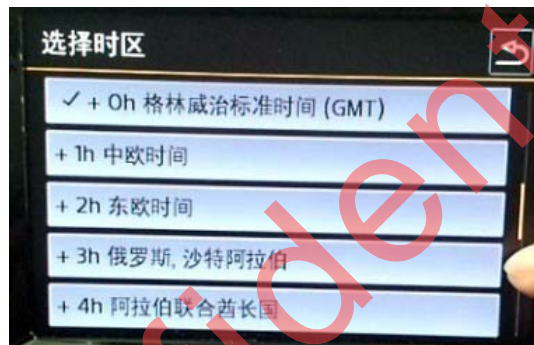 选择时区
✓ + 0h 格林威治标准时间 (GMT)
+ 1h 中欧时间
+ 2h 东欧时间
+ 3h 俄罗斯, 沙特阿拉伯
+ 4h 阿拉伯联合酋长国
fident